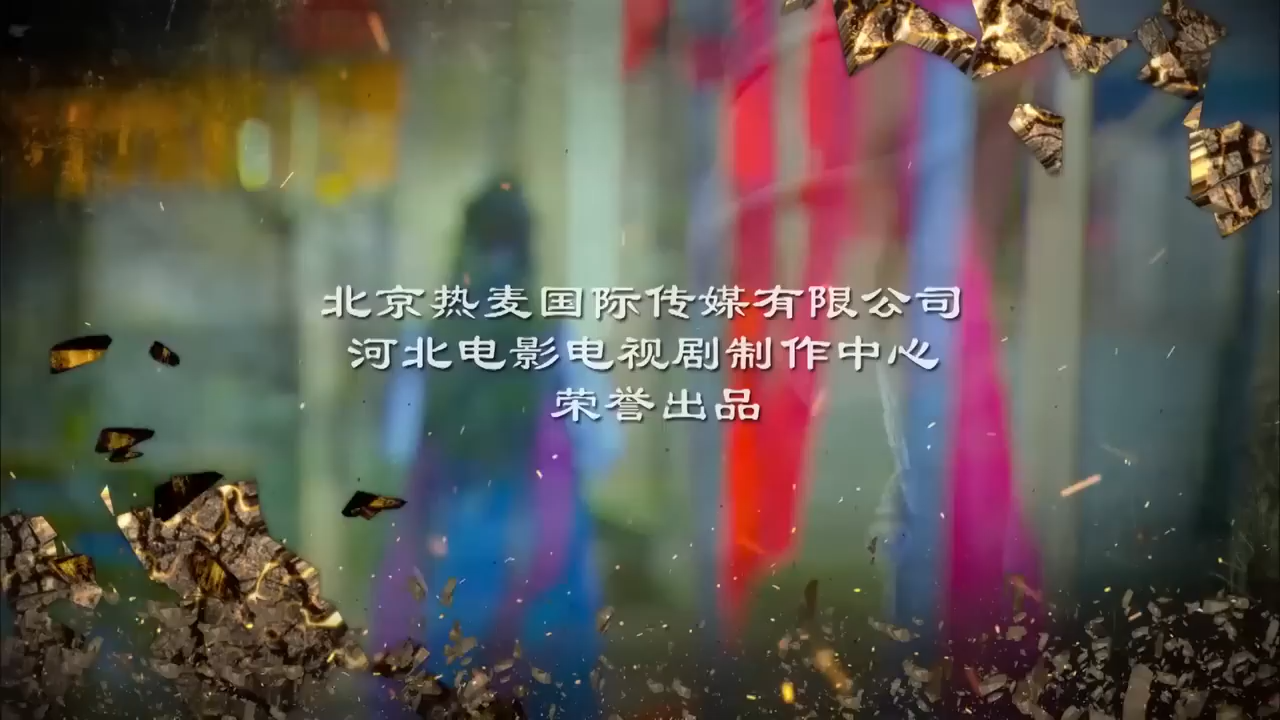 北京热麦国际传媒有限公司
河北电影电视剧制作中心
荣誉出品